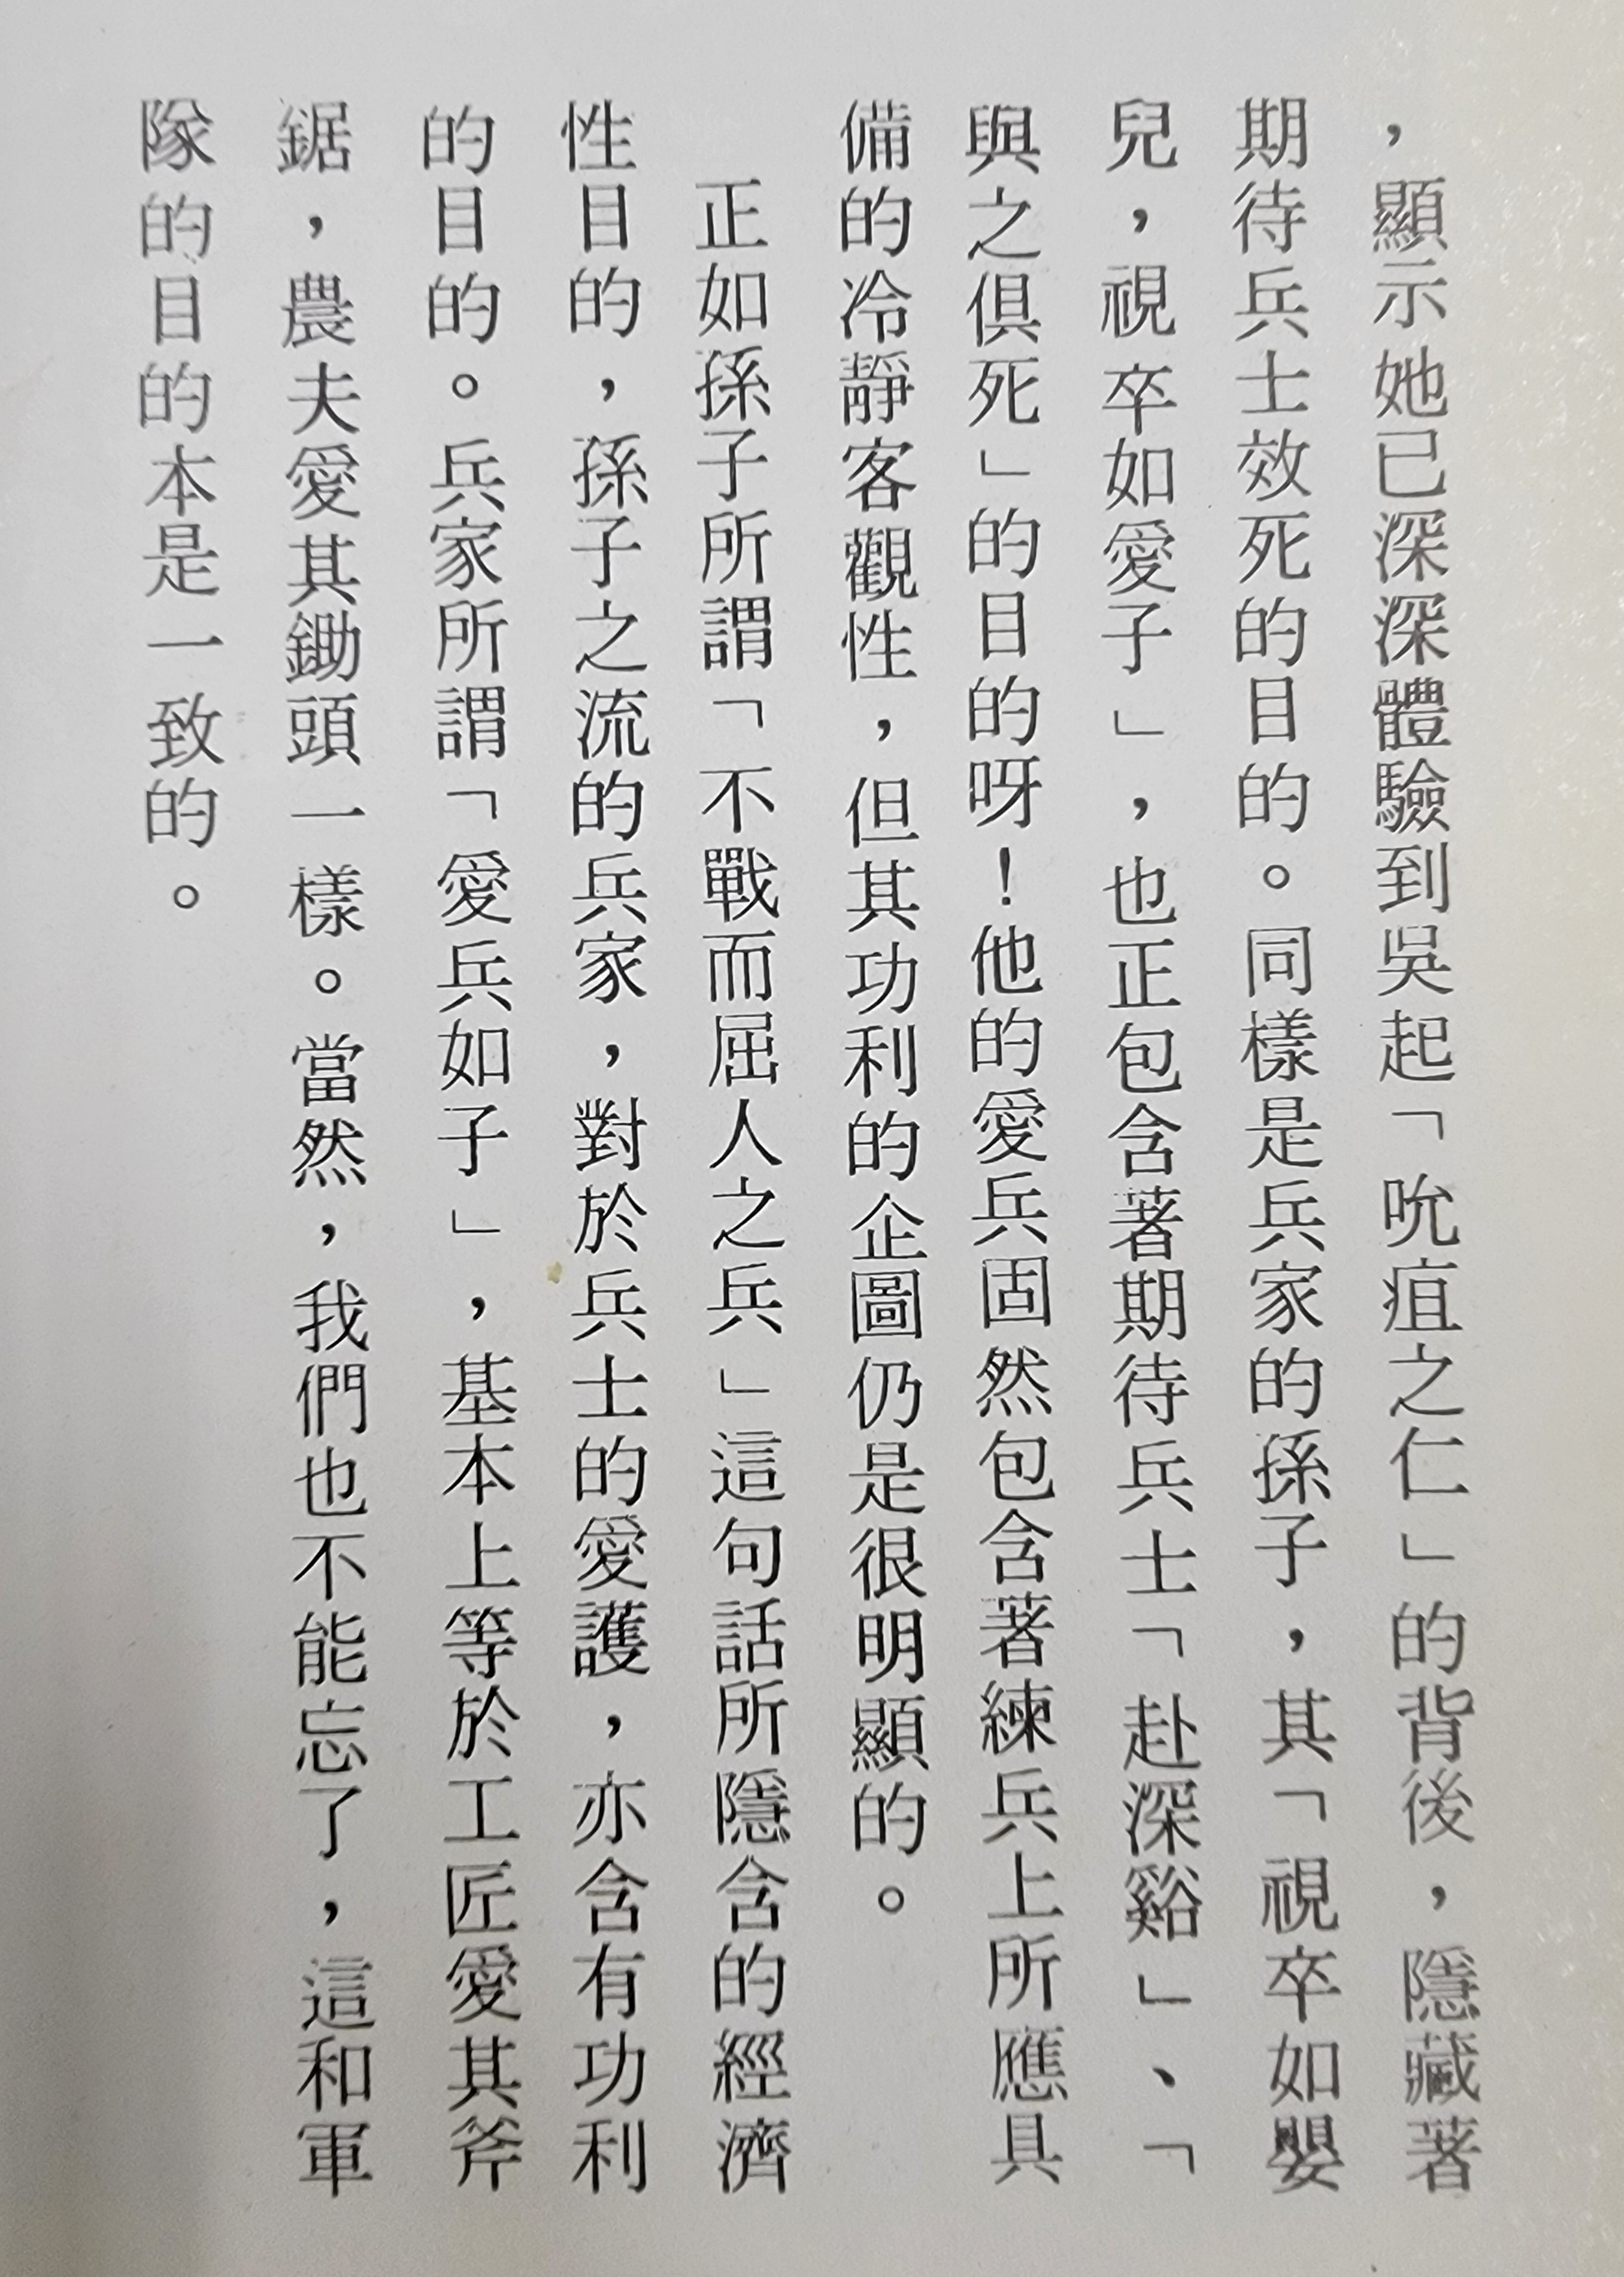 ，顯示她已深深體驗到吳起「吮疽之仁」的背後，隱藏著
期待兵士效死的目的。同樣是兵家的孫子，其「視卒如嬰
兒，視卒如愛子」，也正包含著期待兵士「赴深谿」、「
與之俱死」的目的呀！他的愛兵固然包含著練兵上所應具
備的冷靜客觀性，但其功利的企圖仍是很明顯的。
正如孫子所謂「不戰而屈人之兵」這句話所隱含的經濟
性目的，孫子之流的兵家，對於兵士的愛護，亦含有功利
的目的。兵家所謂「愛兵如子」，基本上等於工匠愛其斧
鋸，農夫愛其鋤頭一樣。當然，我們也不能忘了，這和軍
隊的目的本是一致的。